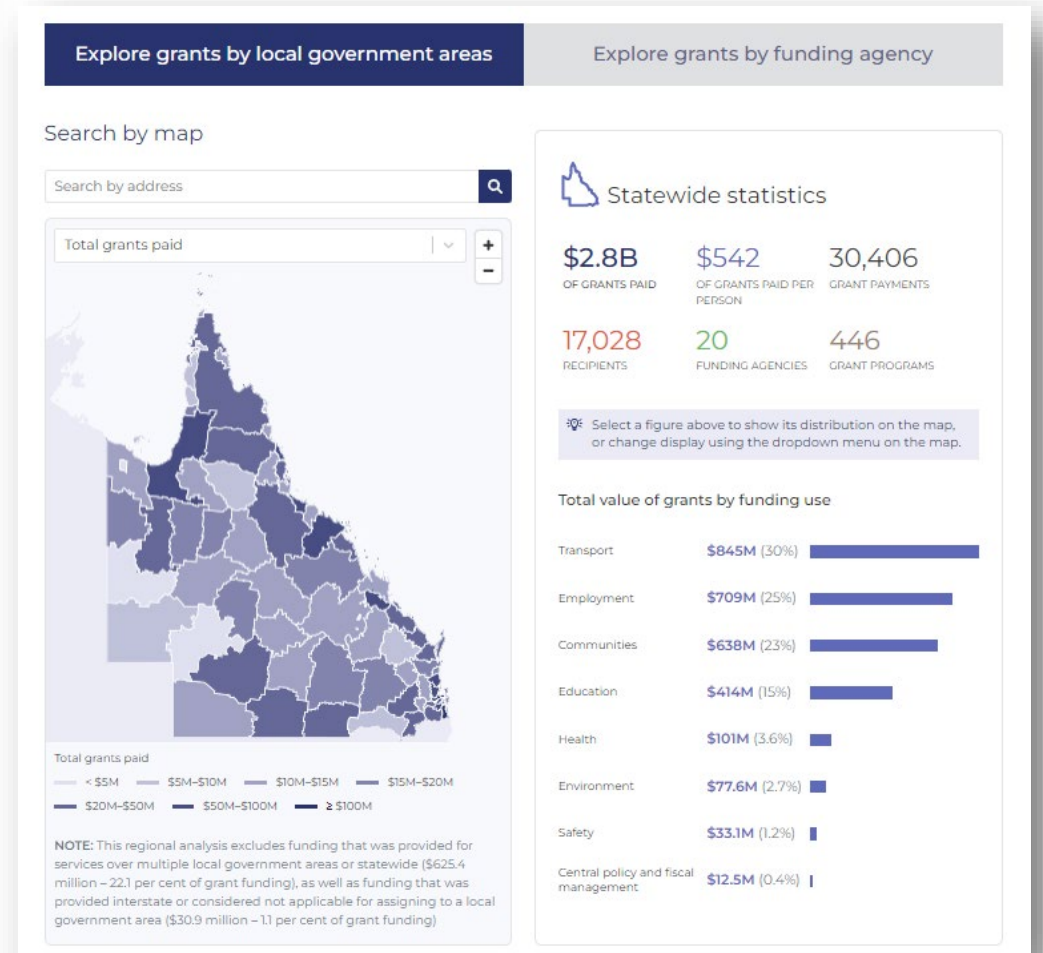 Explore grants by local government areas
Explore grants by funding agency
Search by map
Search by address
Total grants paid
+
−
Total grants paid
< $5M
$5M–$10M
$10M–$15M
$15M–$20M
$20M–$50M
$50M–$100M
≥ $100M
NOTE: This regional analysis excludes funding that was provided for
services over multiple local government areas or statewide ($625.4
million – 22.1 per cent of grant funding), as well as funding that was
provided interstate or considered not applicable for assigning to a local
government area ($30.9 million – 1.1 per cent of grant funding)
Statewide statistics
$2.8B
OF GRANTS PAID
$542
OF GRANTS PAID PER
PERSON
30,406
GRANT PAYMENTS
17,028
RECIPIENTS
20
FUNDING AGENCIES
446
GRANT PROGRAMS
Select a figure above to show its distribution on the map,
or change display using the dropdown menu on the map.
Total value of grants by funding use
Transport $845M (30%)
Employment $709M (25%)
Communities $638M (23%)
Education $414M (15%)
Health $101M (3.6%)
Environment $77.6M (2.7%)
Safety $33.1M (1.2%)
Central policy and fiscal
management $12.5M (0.4%)